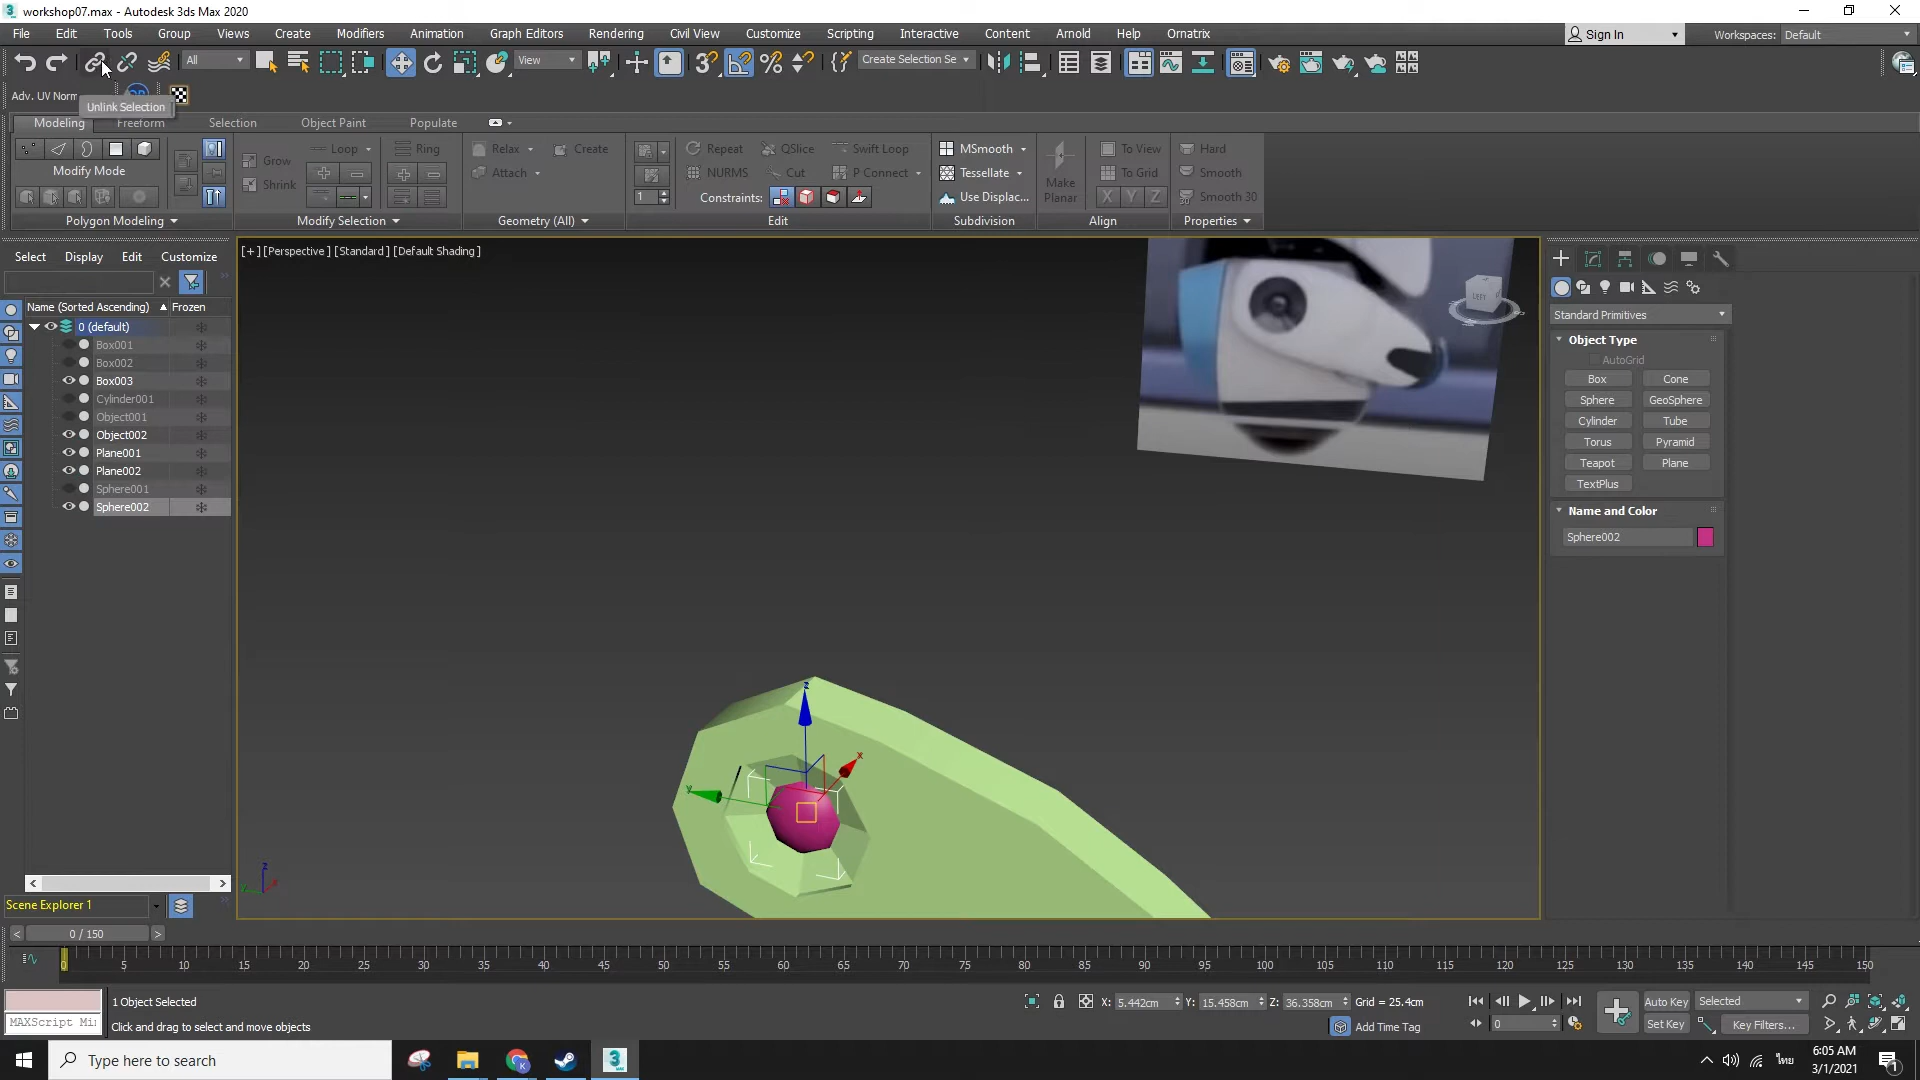 workshop07.max - Autodesk 3ds Max 2020
File Edit Tools Group Views Create Modifiers Animation Graph Editors Rendering Civil View Customize Scripting Interactive Content Arnold Help Ornatrix Sign In Workspaces: Default
All View Create Selection Se
Adv. UV Norm
Unlink Selection
Modeling Freeform Selection Object Paint Populate
Loop Ring Relax Create Repeat QSlice Swift Loop MSmooth To View Hard
Grow
Modify Mode Attach NURMS Cut P Connect Tessellate Make Planar To Grid Smooth
Shrink 1 Constraints: Use Displac... X Y Z Smooth 30
Polygon Modeling Modify Selection Geometry (All) Edit Subdivision Align Properties
Select Display Edit Customize
[+] [Perspective] [Standard] [Default Shading]
Name (Sorted Ascending) Frozen
0 (default)
Box001
Box002
Box003
Cylinder001
Object001
Object002
Plane001
Plane002
Sphere001
Sphere002
LEFT
z
x
y
z
Standard Primitives
Object Type
AutoGrid
Box Cone
Sphere GeoSphere
Cylinder Tube
Torus Pyramid
Teapot Plane
TextPlus
Name and Color
Sphere002
Scene Explorer 1
0 / 150
0 5 10 15 20 25 30 35 40 45 50 55 60 65 70 75 80 85 90 95 100 105 110 115 120 125 130 135 140 145 150
1 Object Selected X: 5.442cm Y: 15.458cm Z: 36.358cm Grid = 25.4cm Auto Key Selected
MAXScript Mi Click and drag to select and move objects Add Time Tag 0 Set Key Key Filters...
Type here to search
ไทย
6:05 AM
3/1/2021
1